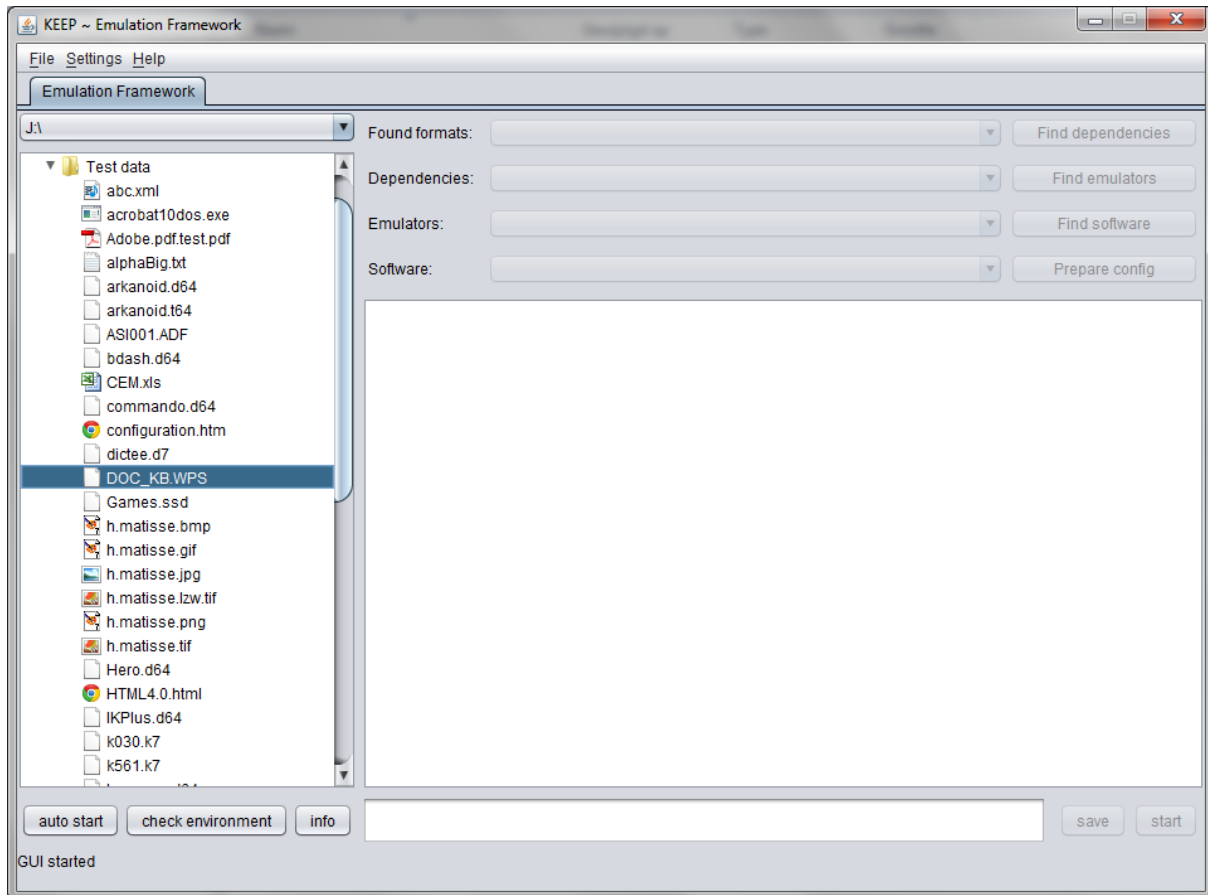 KEEP ~ Emulation Framework
File Settings Help
Emulation Framework
J:\
Test data
abc.xml
acrobat10dos.exe
Adobe.pdf.test.pdf
alphaBig.txt
arkanoid.d64
arkanoid.t64
ASI001.ADF
bdash.d64
CEM.xls
commando.d64
configuration.htm
dictee.d7
DOC_KB.WPS
Games.ssd
h.matisse.bmp
h.matisse.gif
h.matisse.jpg
h.matisse.lzw.tif
h.matisse.png
h.matisse.tif
Hero.d64
HTML4.0.html
IKPlus.d64
k030.k7
k561.k7
Found formats: Find dependencies
Dependencies: Find emulators
Emulators: Find software
Software: Prepare config
auto start check environment info save start
GUI started